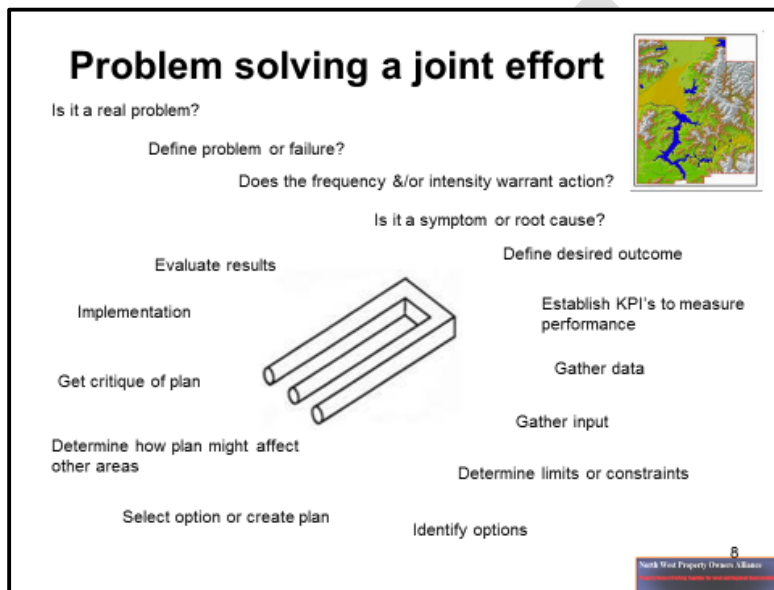 Problem solving a joint effort
Is it a real problem?
Define problem or failure?
Does the frequency &/or intensity warrant action?
Is it a symptom or root cause?
Define desired outcome
Establish KPI's to measure
performance
Gather data
Gather input
Determine limits or constraints
Identify options
Select option or create plan
Determine how plan might affect
other areas
Get critique of plan
Implementation
Evaluate results
8
North West Property Owners Alliance